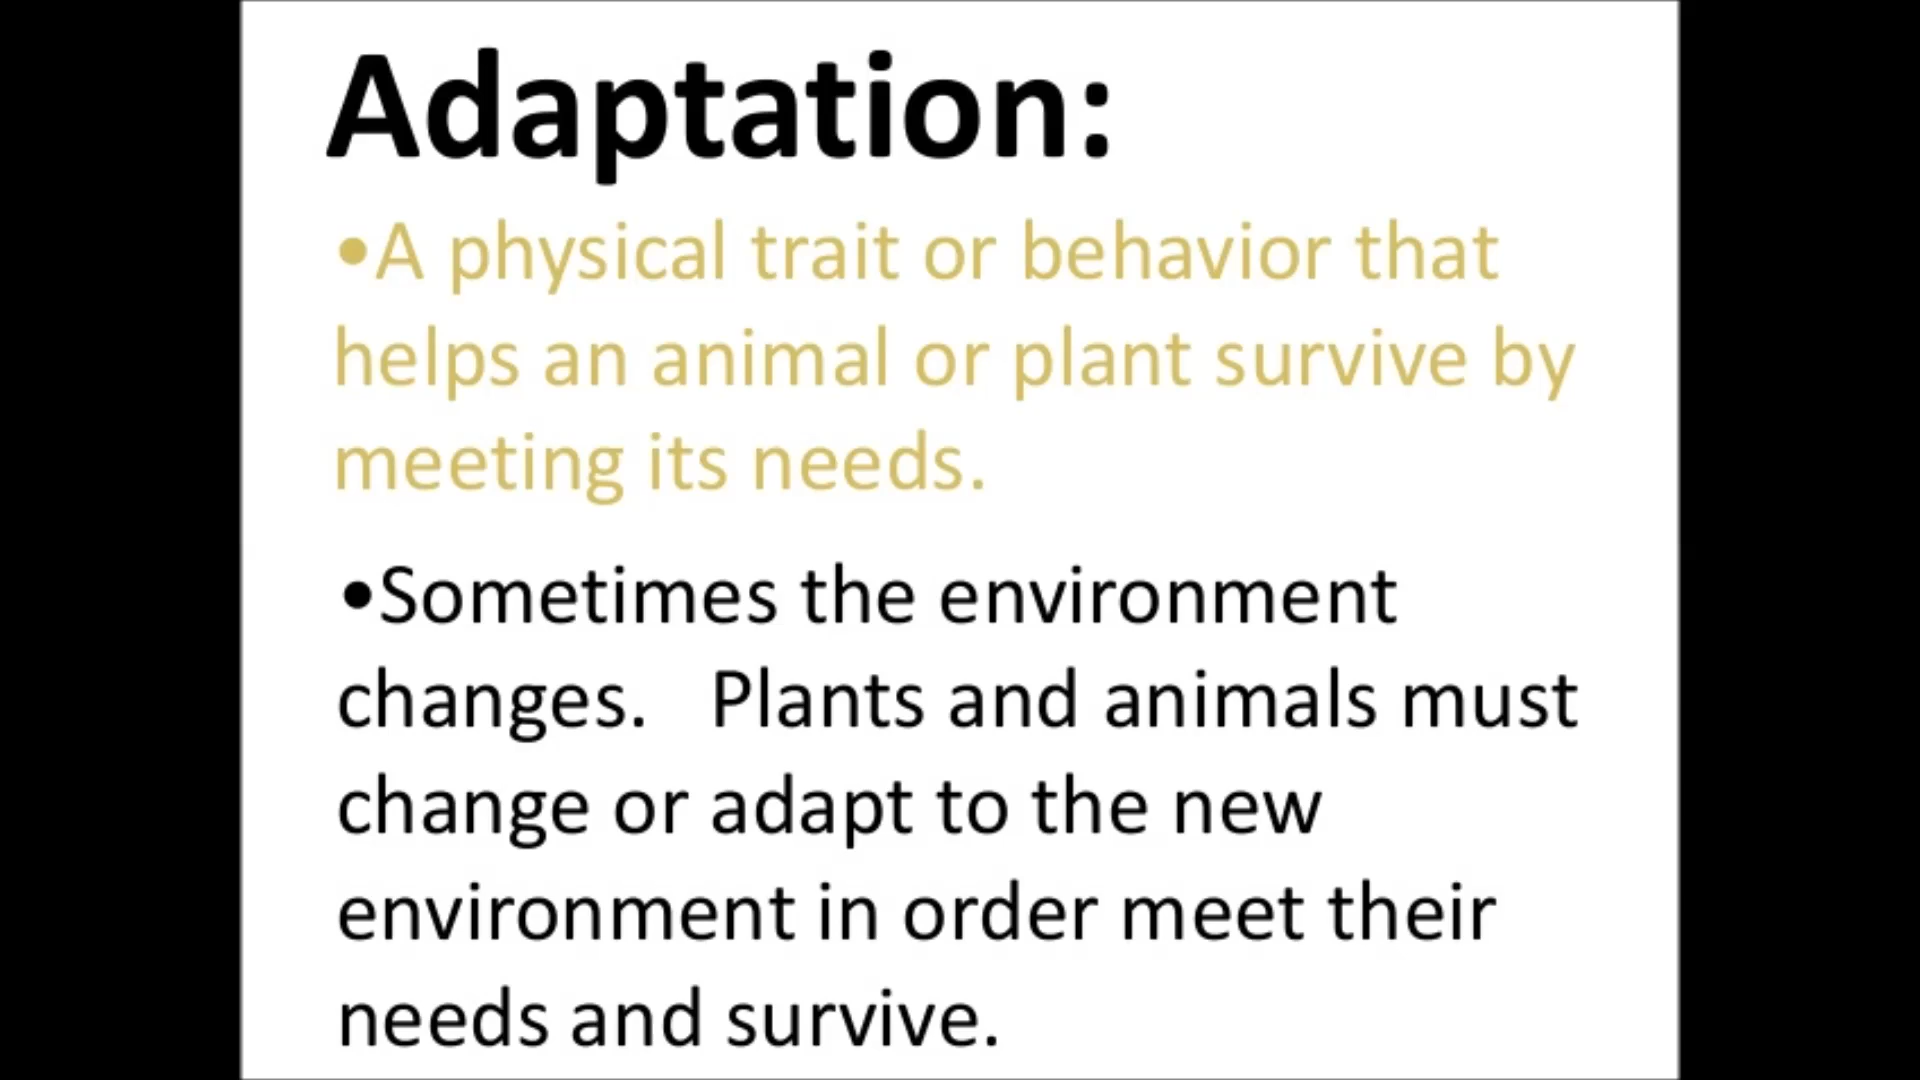 Adaptation:
•A physical trait or behavior that
helps an animal or plant survive by
meeting its needs.
•Sometimes the environment
changes.   Plants and animals must
change or adapt to the new
environment in order meet their
needs and survive.